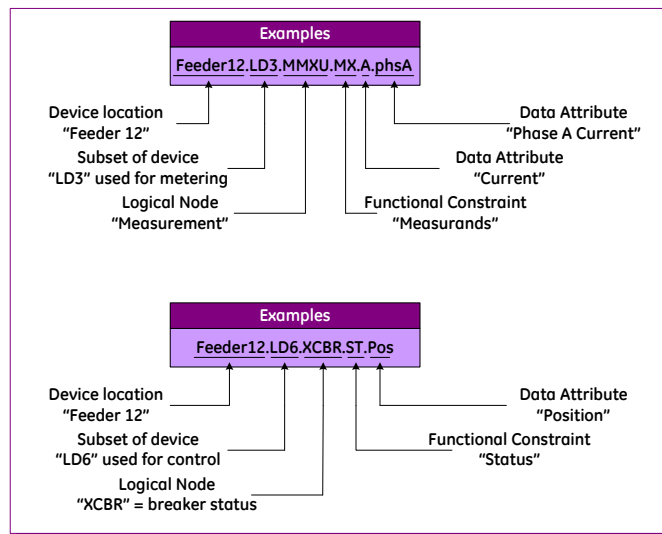 Examples
Feeder12.LD3.MMXU.MX.A.phsA
Device location
“Feeder 12”
Data Attribute
“Phase A Current”
Subset of device
“LD3” used for metering
Data Attribute
“Current”
Logical Node
“Measurement”
Functional Constraint
“Measurands”
Examples
Feeder12.LD6.XCBR.ST.Pos
Device location
“Feeder 12”
Data Attribute
“Position”
Subset of device
“LD6” used for control
Functional Constraint
“Status”
Logical Node
“XCBR” = breaker status